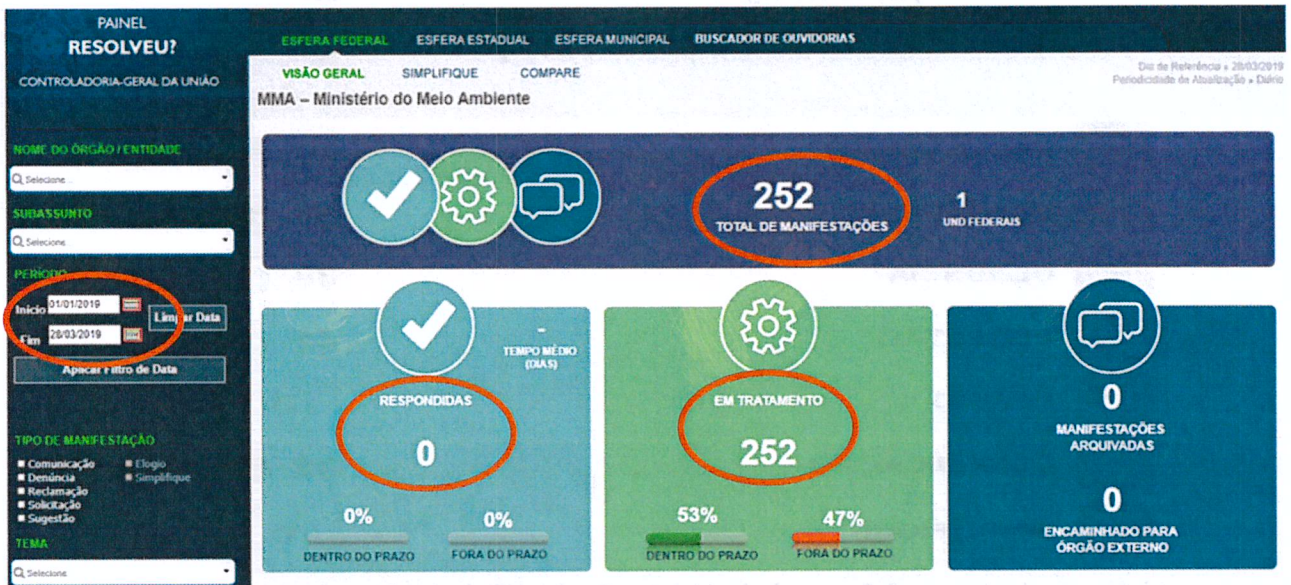 PAINEL
RESOLVEU?
CONTROLADORIA-GERAL DA UNIÃO
NOME DO ÓRGÃO / ENTIDADE
Selecione...
SUBASSUNTO
Selecione
PERÍODO
Início 01/01/2019
Limpar Data
Fim 28/03/2019
Aplicar Filtro de Data
TIPO DE MANIFESTAÇÃO
Comunicação
Elogio
Denúncia
Simplifique
Reclamação
Solicitação
Sugestão
TEMA
Selecione
ESFERA FEDERAL ESFERA ESTADUAL ESFERA MUNICIPAL BUSCADOR DE OUVIDORIAS
VISÃO GERAL SIMPLIFIQUE COMPARE
Dia de Referência » 28/03/2019
Periodicidade de Atualização » Diário
MMA – Ministério do Meio Ambiente
252
TOTAL DE MANIFESTAÇÕES
1
UND FEDERAIS
-
TEMPO MÉDIO
(DIAS)
RESPONDIDAS
0
0%
DENTRO DO PRAZO
0%
FORA DO PRAZO
EM TRATAMENTO
252
53%
DENTRO DO PRAZO
47%
FORA DO PRAZO
0
MANIFESTAÇÕES
ARQUIVADAS
0
ENCAMINHADO PARA
ÓRGÃO EXTERNO